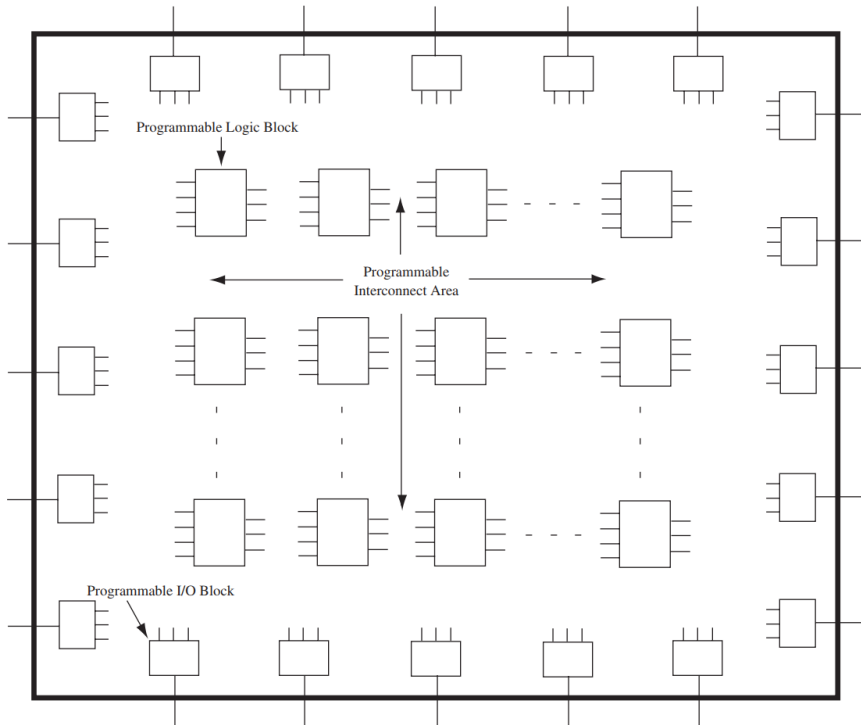 Programmable Logic Block
Programmable
Interconnect Area
Programmable I/O Block